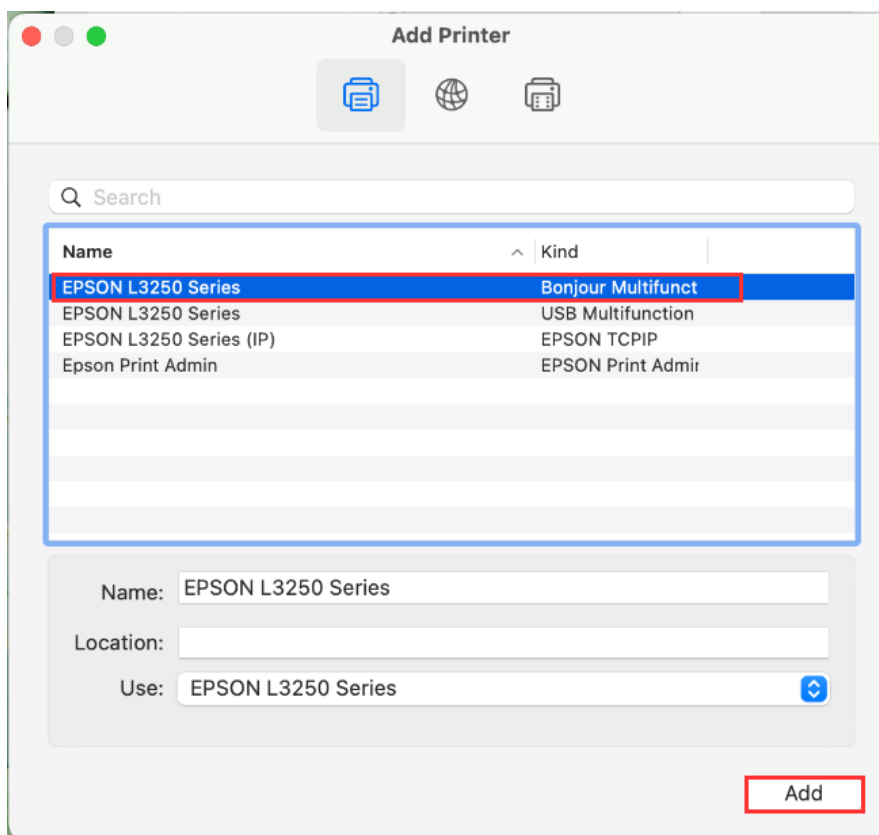 Add Printer
Search
Name Kind
EPSON L3250 Series Bonjour Multifunct
EPSON L3250 Series USB Multifunction
EPSON L3250 Series (IP) EPSON TCPIP
Epson Print Admin EPSON Print Admir
Name: EPSON L3250 Series
Location:
Use: EPSON L3250 Series
Add